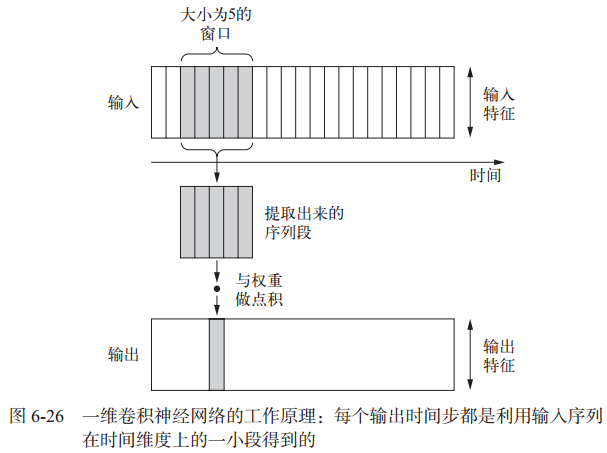 大小为5的
窗口
输入
输入
特征
时间
提取出来的
序列段
与权重
做点积
输出
输出
特征
图 6-26 一维卷积神经网络的工作原理：每个输出时间步都是利用输入序列
在时间维度上的一小段得到的